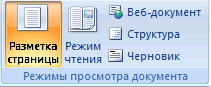 Разметка
страницы
Режим
чтения
Веб-документ
Структура
Черновик
Режимы просмотра документа